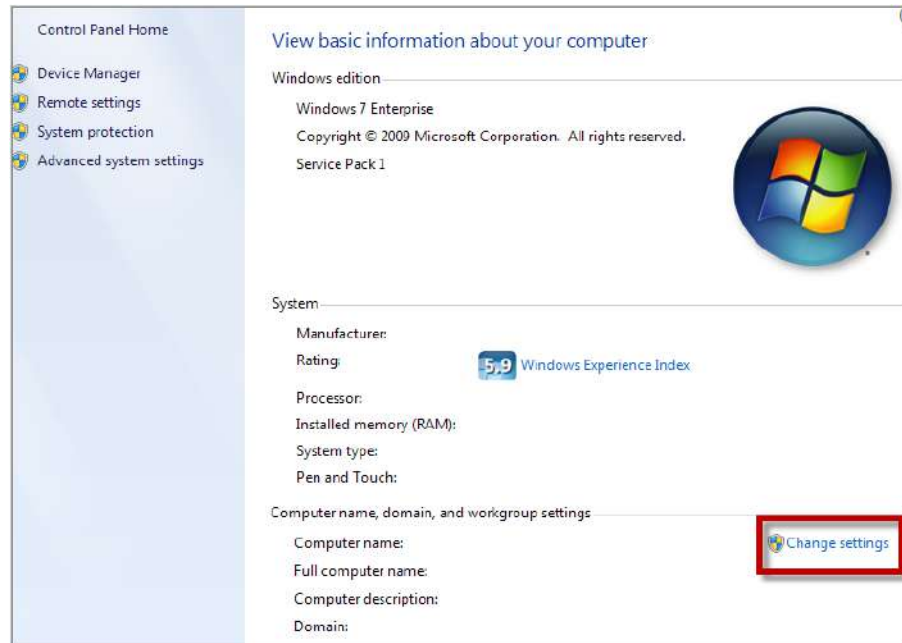 Control Panel Home
Device Manager
Remote settings
System protection
Advanced system settings
View basic information about your computer
Windows edition
Windows 7 Enterprise
Copyright © 2009 Microsoft Corporation. All rights reserved.
Service Pack 1
System
Manufacturer:
Rating:
5,9 Windows Experience Index
Processor:
Installed memory (RAM):
System type:
Pen and Touch:
Computer name, domain, and workgroup settings
Computer name:
Change settings
Full computer name:
Computer description:
Domain: